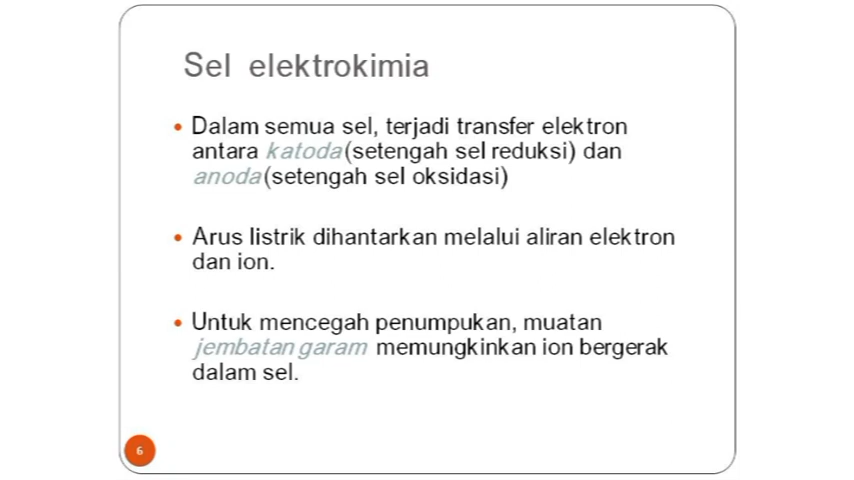 Sel elektrokimia
• Dalam semua sel, terjadi transfer elektron
antara katoda(setengah sel reduksi) dan
anoda(setengah sel oksidasi)
• Arus listrik dihantarkan melalui aliran elektron
dan ion.
• Untuk mencegah penumpukan, muatan
jembatan garam memungkinkan ion bergerak
dalam sel.
6